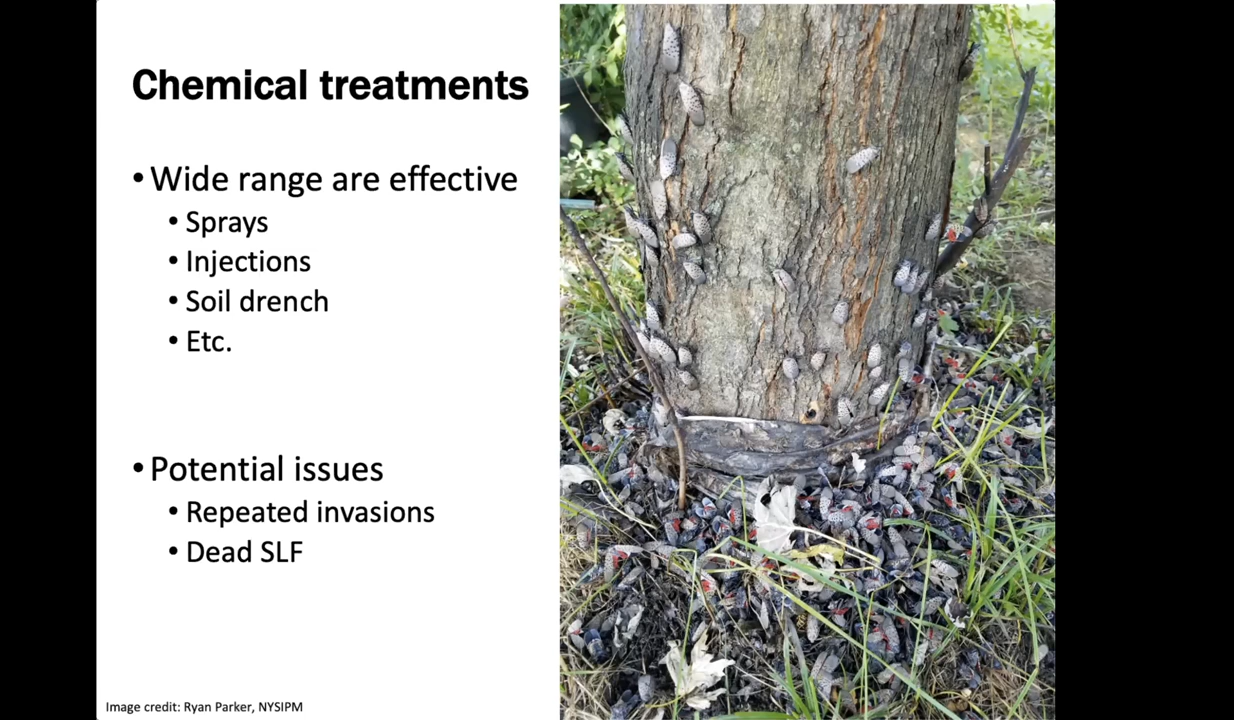 Chemical treatments
• Wide range are effective
• Sprays
• Injections
• Soil drench
• Etc.
• Potential issues
• Repeated invasions
• Dead SLF
Image credit: Ryan Parker, NYSIPM